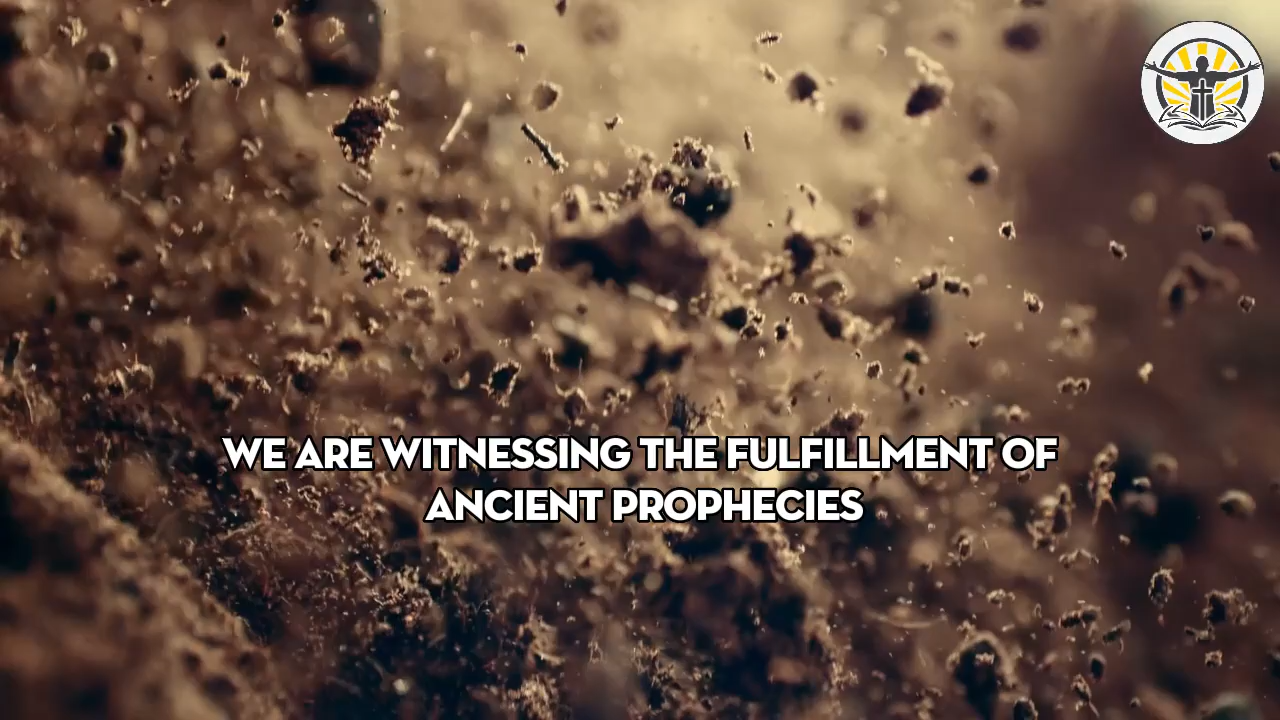 WE ARE WITNESSING THE FULFILLMENT OF
ANCIENT PROPHECIES